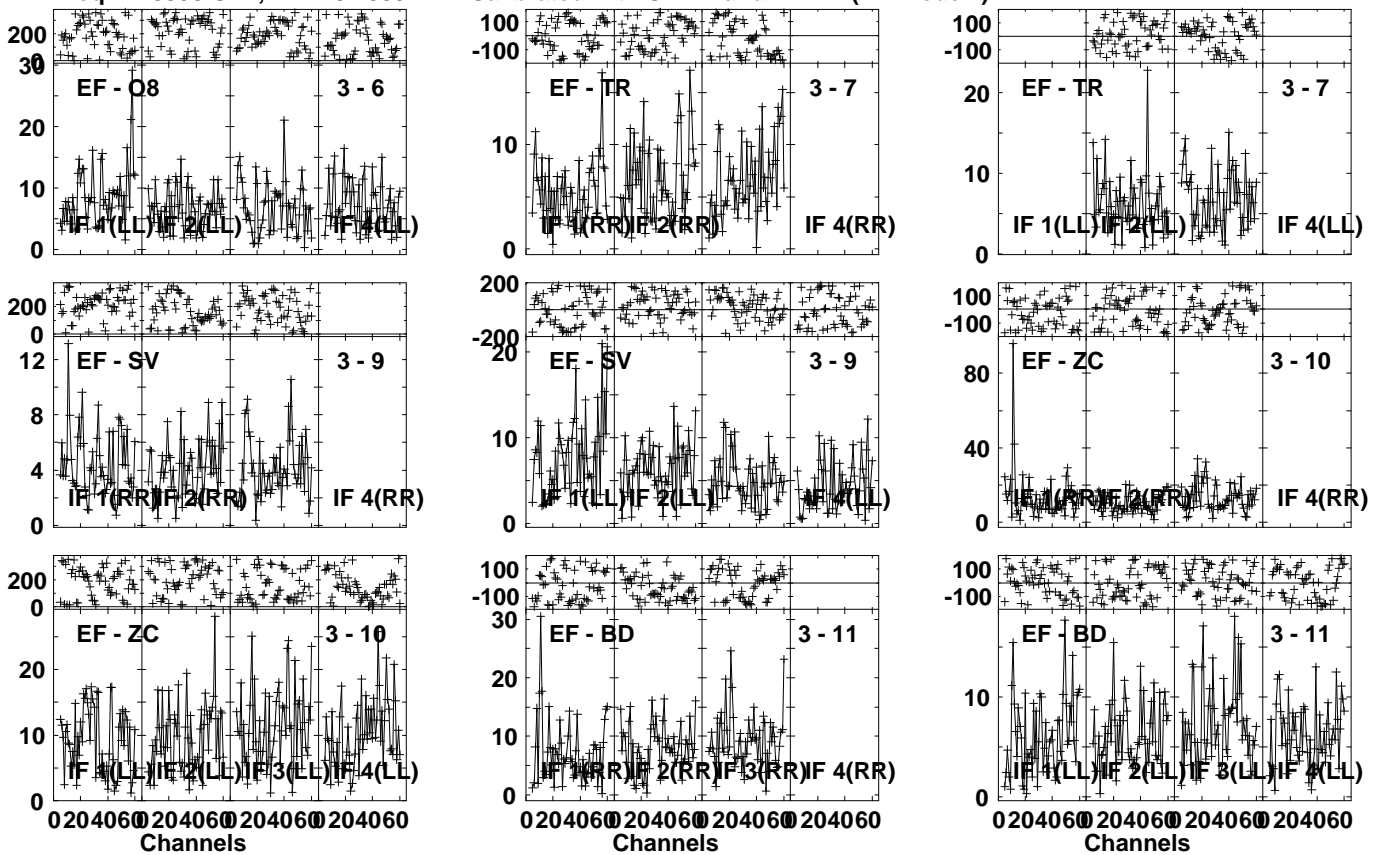 200
0
100
-100
100
-100
30
20
10
0
EF - O8
3 - 6
IF 1(LL) IF 2(LL) IF 4(LL)
10
0
EF - TR
3 - 7
IF 1(RR) IF 2(RR) IF 4(RR)
20
10
0
EF - TR
3 - 7
IF 1(LL) IF 2(LL) IF 4(LL)
200
0
200
-200
100
-100
12
8
4
0
EF - SV
3 - 9
IF 1(RR) IF 2(RR) IF 4(RR)
20
10
0
EF - SV
3 - 9
IF 1(LL) IF 2(LL) IF 4(LL)
80
40
0
EF - ZC
3 - 10
IF 1(RR) IF 2(RR) IF 4(RR)
200
0
100
-100
100
-100
20
10
0
EF - ZC
3 - 10
IF 1(LL) IF 2(LL) IF 3(LL) IF 4(LL)
30
20
10
0
EF - BD
3 - 11
IF 1(RR) IF 2(RR) IF 3(RR) IF 4(RR)
10
0
EF - BD
3 - 11
IF 1(LL) IF 2(LL) IF 3(LL) IF 4(LL)
0 20 40 60 0 20 40 60 0 20 40 60 0 20 40 60
0 20 40 60 0 20 40 60 0 20 40 60 0 20 40 60
0 20 40 60 0 20 40 60 0 20 40 60 0 20 40 60
Channels
Channels
Channels